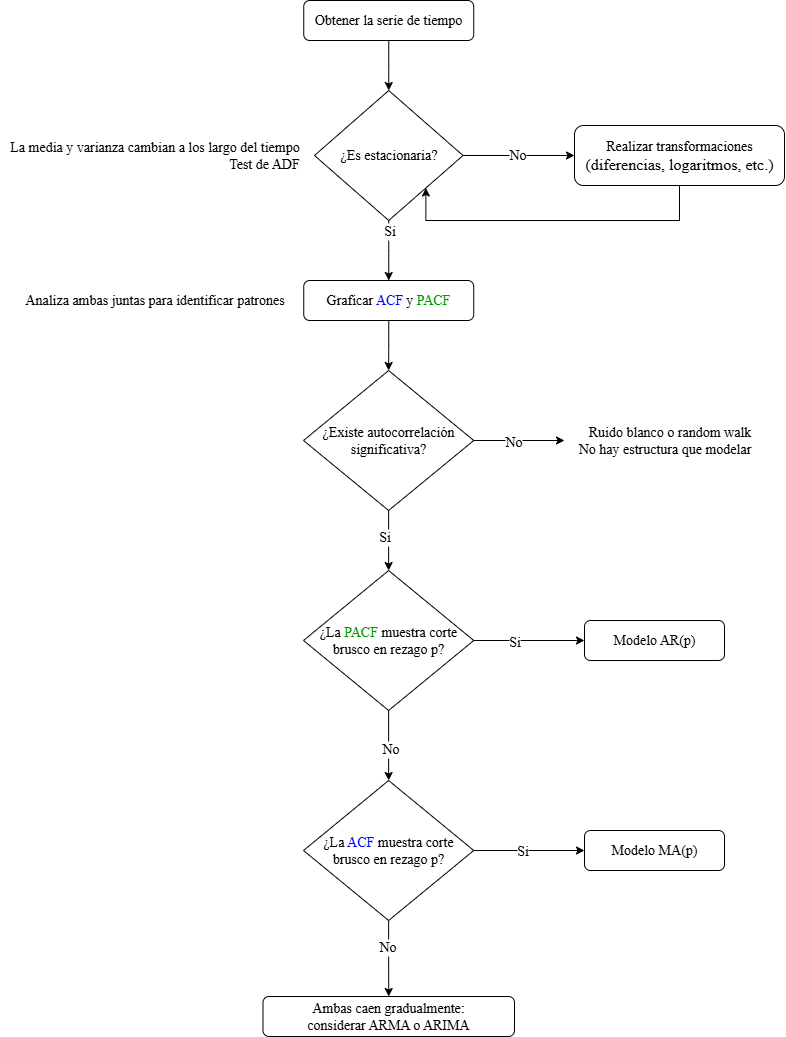 Obtener la serie de tiempo
La media y varianza cambian a los largo del tiempo
Test de ADF
¿Es estacionaria?
No
Realizar transformaciones
(diferencias, logaritmos, etc.)
Si
Analiza ambas juntas para identificar patrones
Graficar ACF y PACF
¿Existe autocorrelación
significativa?
No
Ruido blanco o random walk
No hay estructura que modelar
Si
¿La PACF muestra corte
brusco en rezago p?
Si
Modelo AR(p)
No
¿La ACF muestra corte
brusco en rezago p?
Si
Modelo MA(p)
No
Ambas caen gradualmente:
considerar ARMA o ARIMA